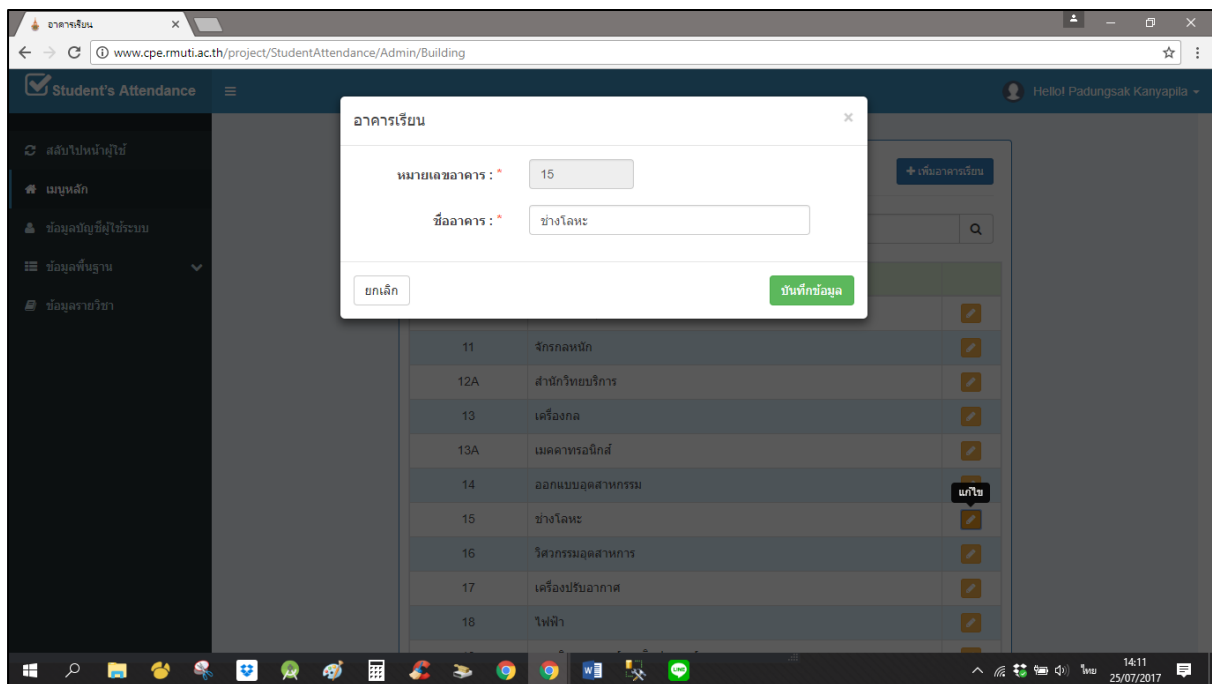 อาคารเรียน
www.cpe.rmuti.ac.th/project/StudentAttendance/Admin/Building
Student's Attendance
Hello! Padungsak Kanyapila
สลับไปหน้าผู้ใช้
เมนูหลัก
ข้อมูลบัญชีผู้ใช้ระบบ
ข้อมูลพื้นฐาน
ข้อมูลรายวิชา
อาคารเรียน
×
หมายเลขอาคาร : * 15
ชื่ออาคาร : * ช่างโลหะ
ยกเลิก บันทึกข้อมูล
เพิ่มอาคารเรียน
11 จักรกลหนัก
12A สำนักวิทยบริการ
13 เครื่องกล
13A เมคคาทรอนิกส์
14 ออกแบบอุตสาหกรรม
แก้ไข
15 ช่างโลหะ
16 วิศวกรรมอุตสาหการ
17 เครื่องปรับอากาศ
18 ไฟฟ้า
LINE
ไทย
14:11
25/07/2017